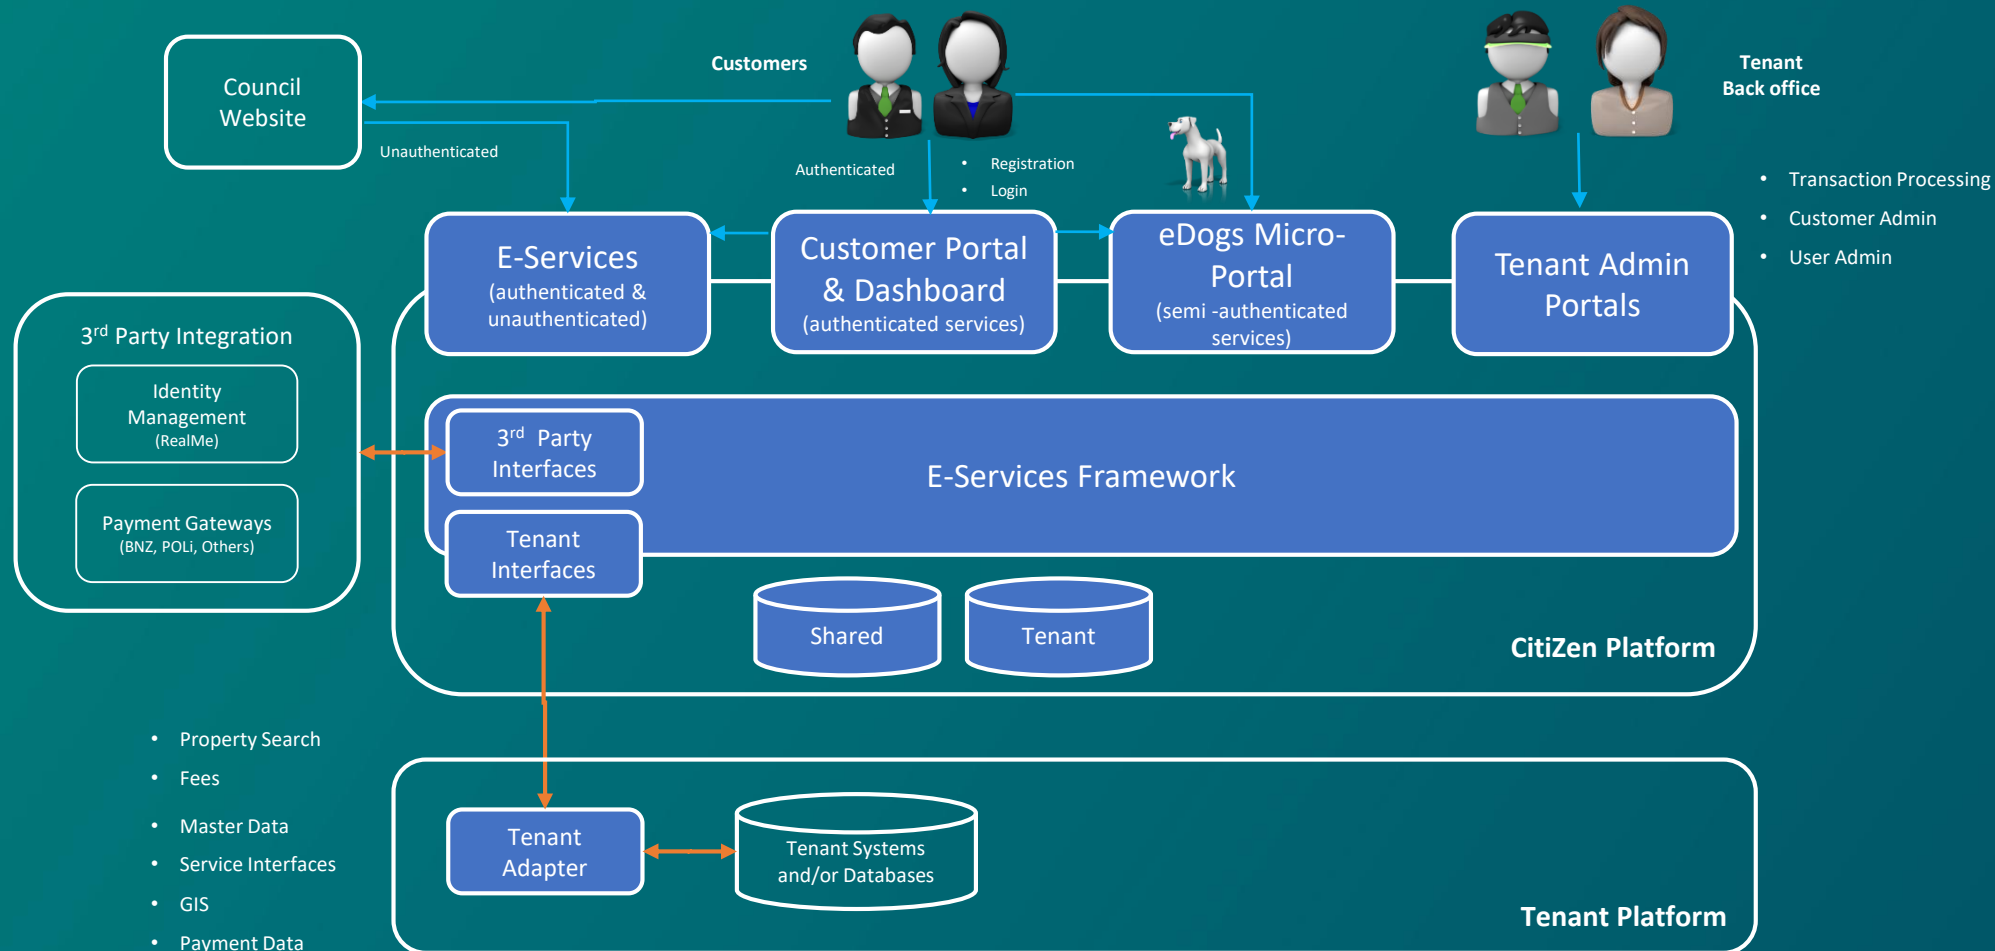 Council
Website
Customers
Tenant
Back office
Unauthenticated
Authenticated
• Registration
• Login
• Transaction Processing
• Customer Admin
• User Admin
E-Services
(authenticated &
unauthenticated)
Customer Portal
& Dashboard
(authenticated services)
eDogs Micro-
Portal
(semi -authenticated
services)
Tenant Admin
Portals
3rd Party Integration
Identity
Management
(RealMe)
Payment Gateways
(BNZ, POLi, Others)
3rd Party
Interfaces
E-Services Framework
Tenant
Interfaces
Shared
Tenant
CitiZen Platform
• Property Search
• Fees
• Master Data
• Service Interfaces
• GIS
• Payment Data
Tenant
Adapter
Tenant Systems
and/or Databases
Tenant Platform